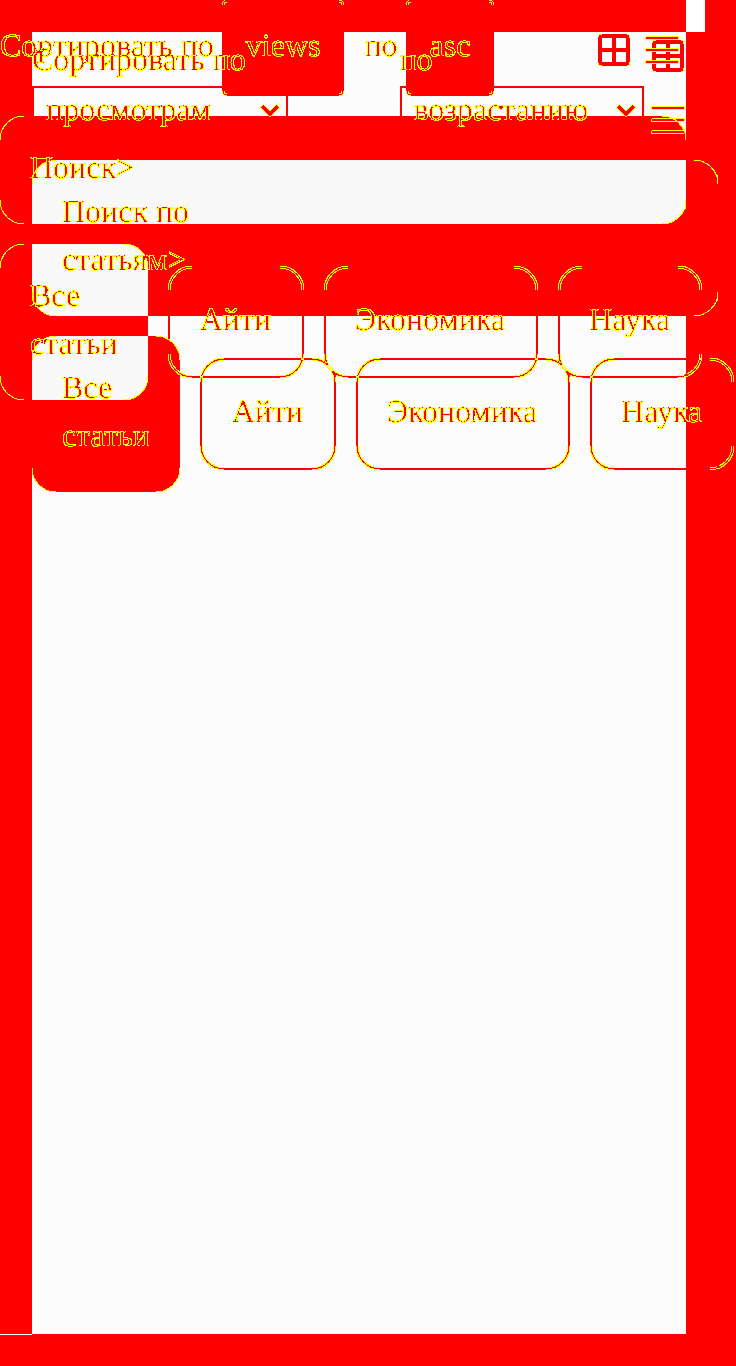 Сортировать по views по asc
Сортировать по по
просмотрам возрастанию
Поиск>
Поиск по
статьям>
Все
Айти Экономика Наука
статьи
Все
Айти Экономика Наука
статьи